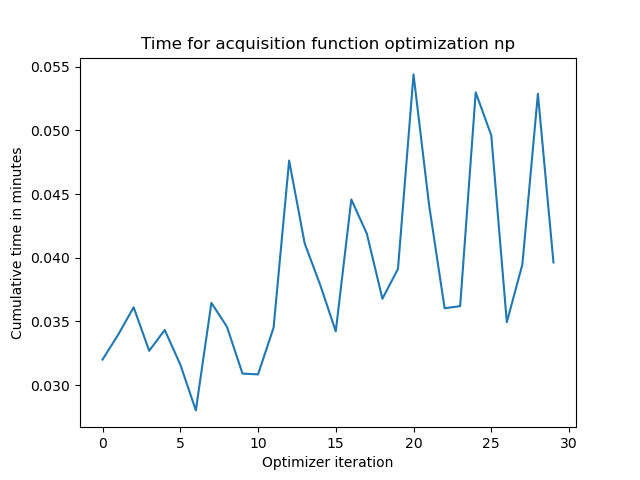 Time for acquisition function optimization np
0.055
0.050
0.045
0.040
0.035
0.030
Cumulative time in minutes
0 5 10 15 20 25 30
Optimizer iteration